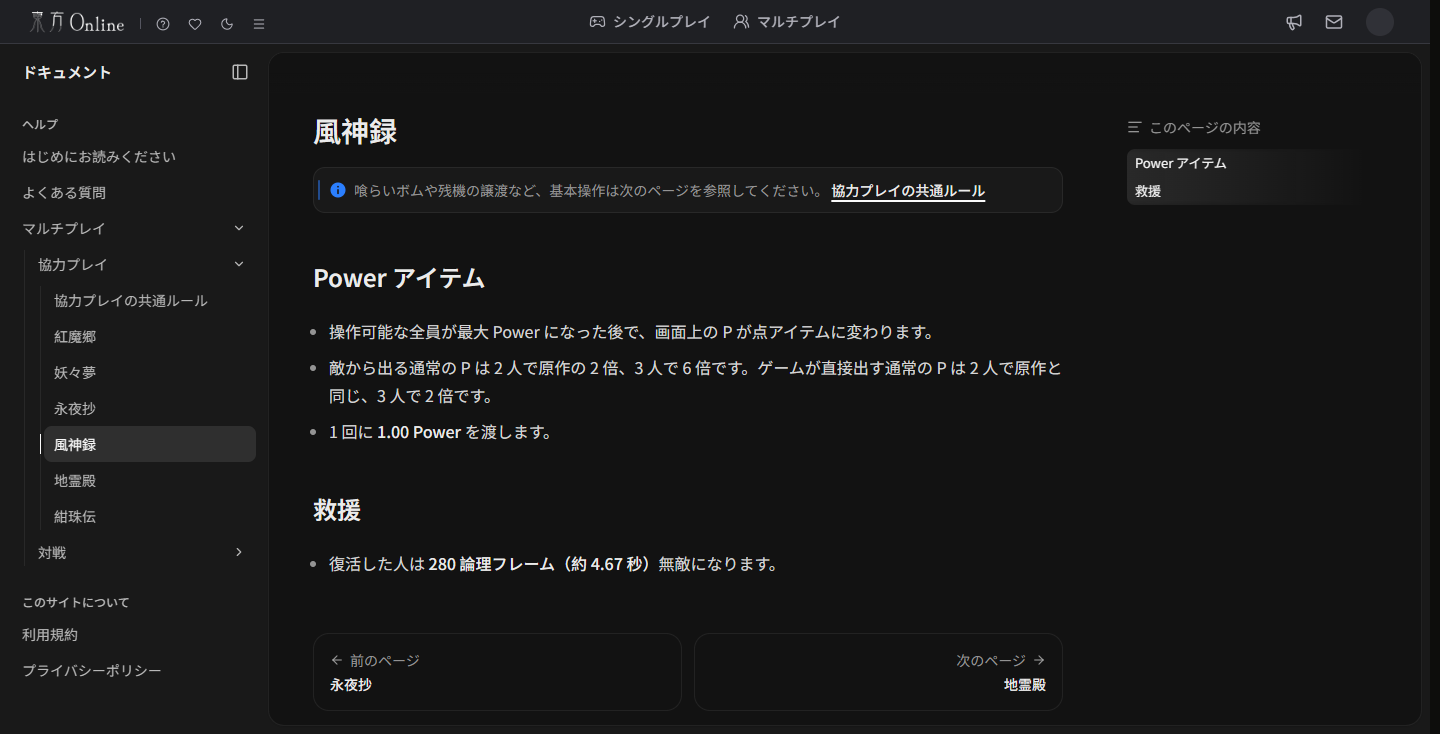 東方Online
シングルプレイ
マルチプレイ
ドキュメント
ヘルプ
はじめにお読みください
よくある質問
マルチプレイ
協力プレイ
協力プレイの共通ルール
紅魔郷
妖々夢
永夜抄
風神録
地霊殿
紺珠伝
対戦
このサイトについて
利用規約
プライバシーポリシー
風神録
喰らいボムや残機の譲渡など、基本操作は次のページを参照してください。 協力プレイの共通ルール
Power アイテム
操作可能な全員が最大 Power になった後で、画面上の P が点アイテムに変わります。
敵から出る通常の P は 2 人で原作の 2 倍、3 人で 6 倍です。ゲームが直接出す通常の P は 2 人で原作と
同じ、3 人で 2 倍です。
1 回に 1.00 Power を渡します。
救援
復活した人は 280 論理フレーム（約 4.67 秒）無敵になります。
前のページ
永夜抄
次のページ
地霊殿
このページの内容
Power アイテム
救援